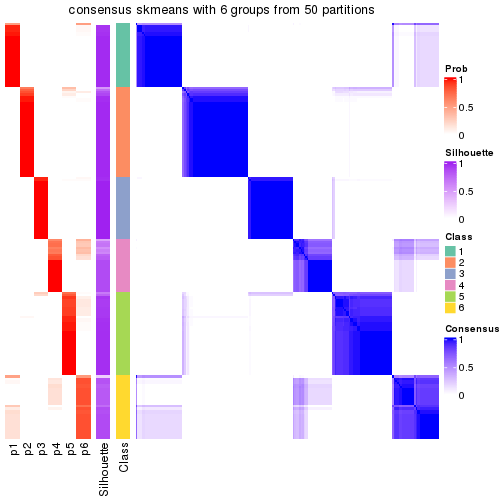 consensus skmeans with 6 groups from 50 partitions
Prob
1
0.5
0
Silhouette
1
0.5
0
Class
1
2
3
4
5
6
Consensus
1
0.5
0
p1
p2
p3
p4
p5
p6
Silhouette
Class